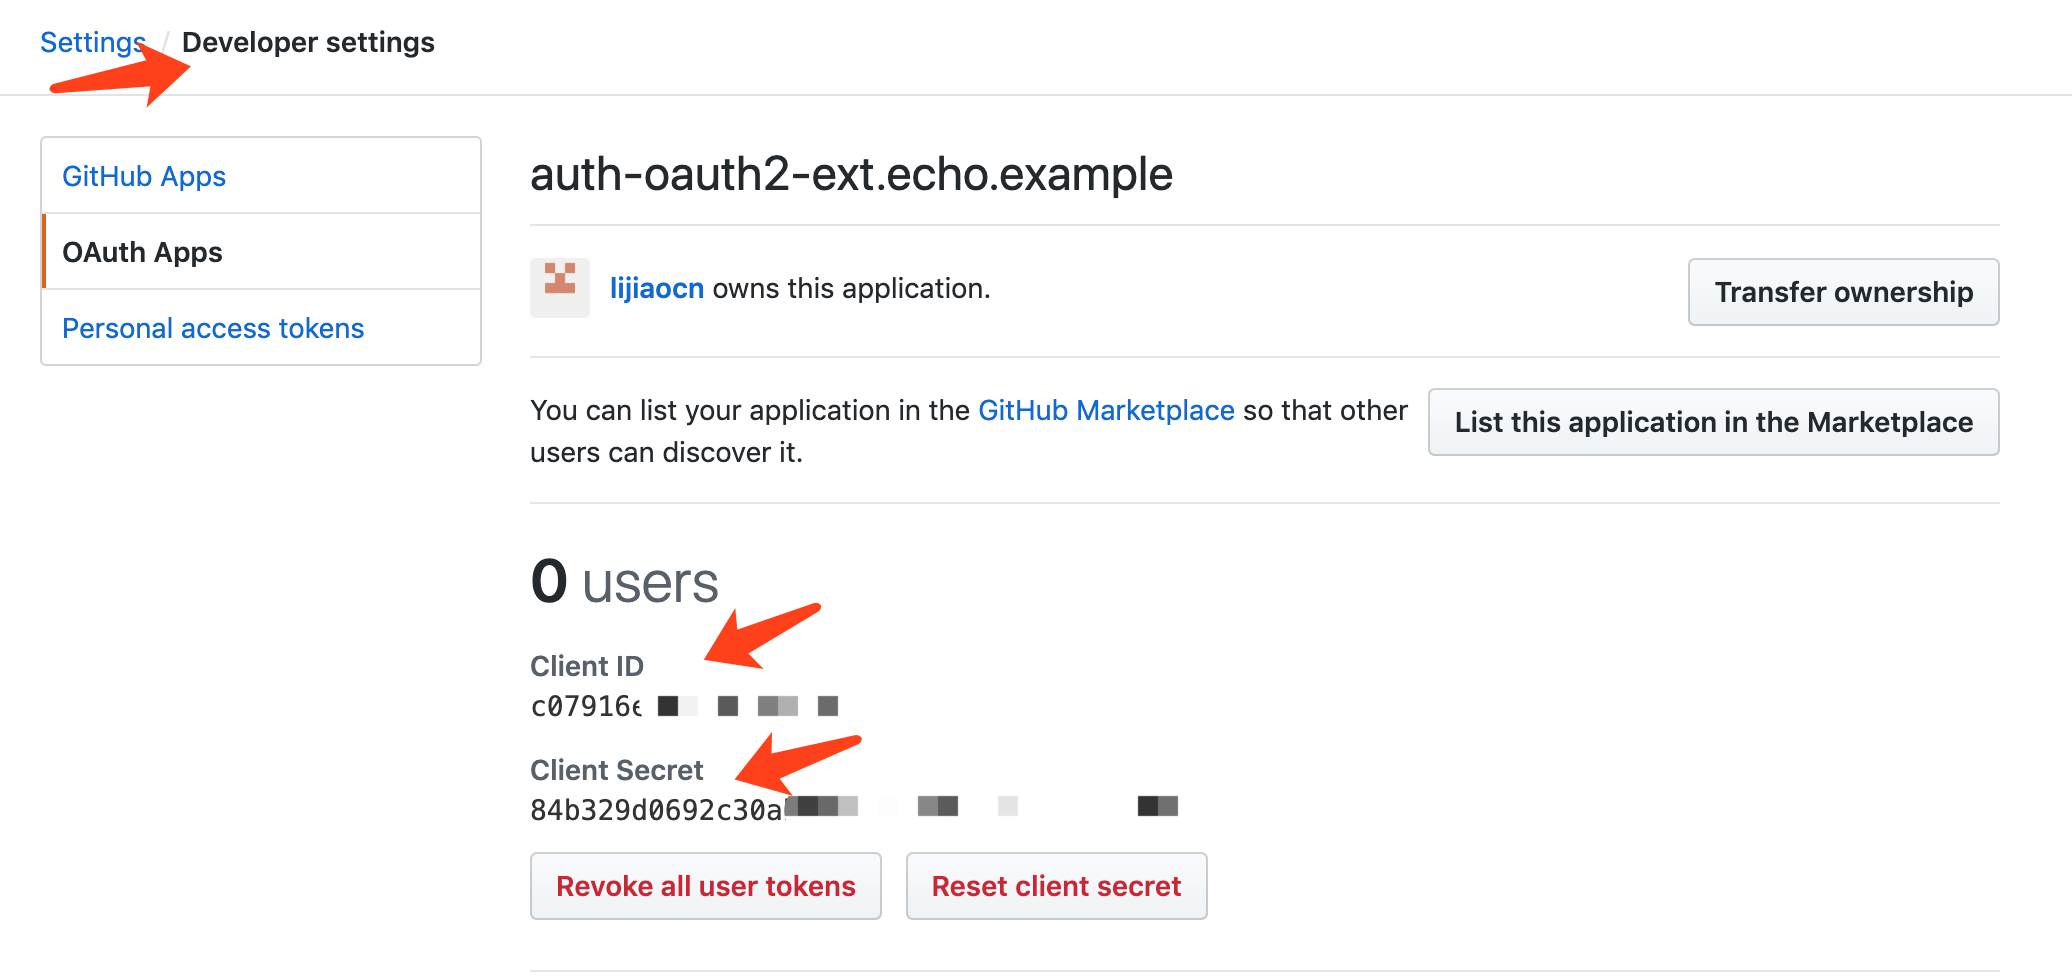 Settings / Developer settings
GitHub Apps
OAuth Apps
Personal access tokens
auth-oauth2-ext.echo.example
lijiaocn owns this application.
Transfer ownership
You can list your application in the GitHub Marketplace so that other
users can discover it.
List this application in the Marketplace
0 users
Client ID
c07916e
Client Secret
84b329d0692c30a
Revoke all user tokens
Reset client secret